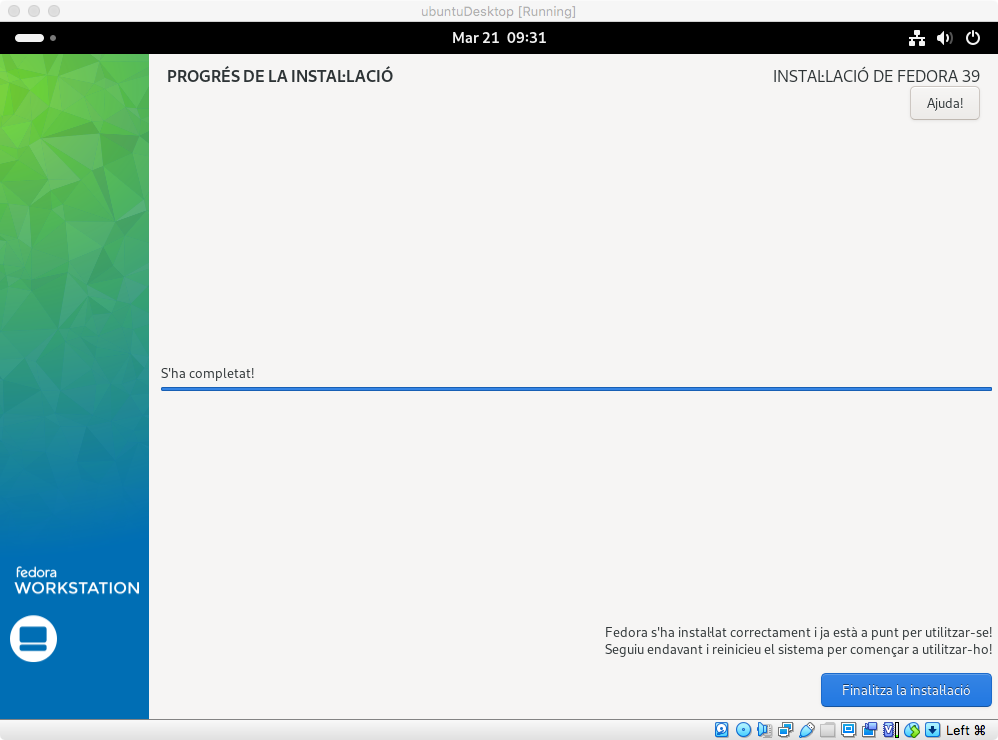 ubuntuDesktop [Running]
Mar 21 09:31
PROGRÉS DE LA INSTAL·LACIÓ
INSTAL·LACIÓ DE FEDORA 39
Ajuda!
S'ha completat!
fedora
WORKSTATION
Fedora s'ha instal·lat correctament i ja està a punt per utilitzar-se!
Seguiu endavant i reinicieu el sistema per començar a utilitzar-ho!
Finalitza la instal·lació
Left ⌘